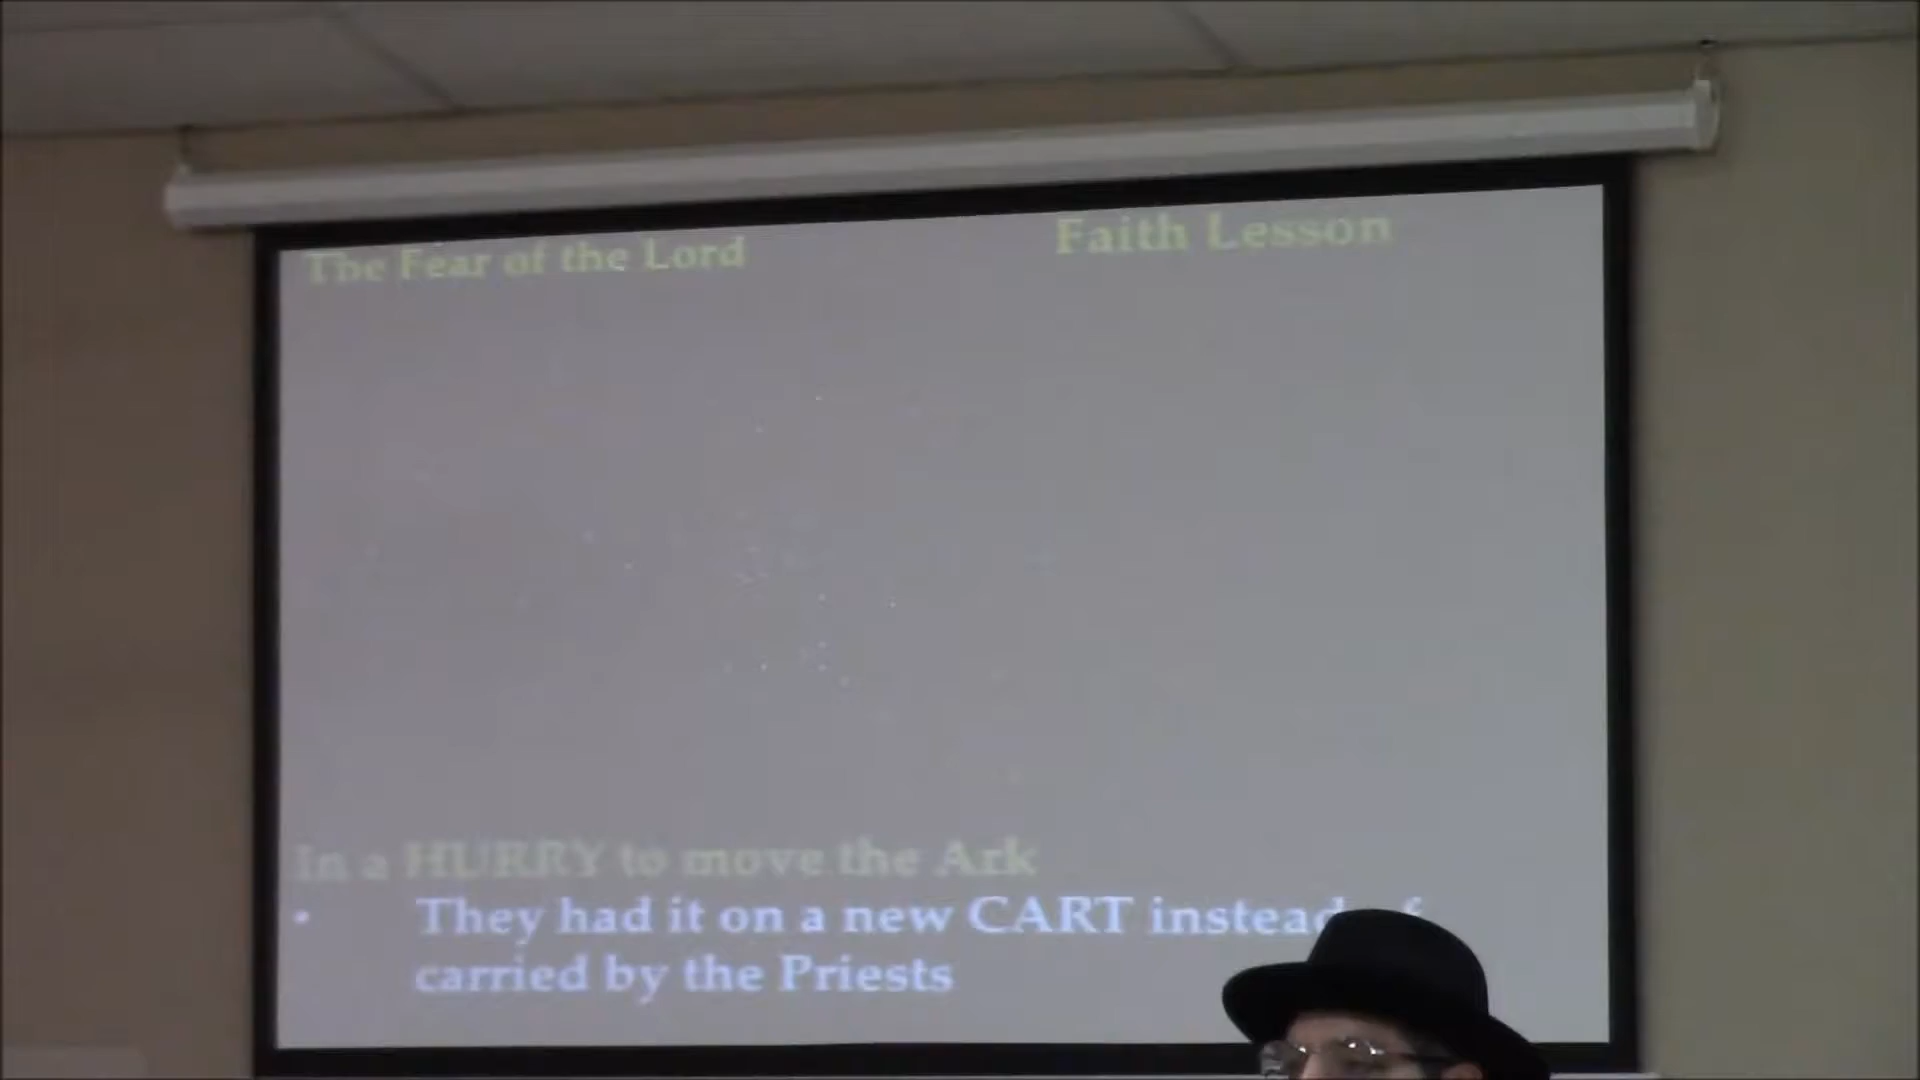 The Fear of the Lord
Faith Lesson
In a HURRY to move the Ark
• They had it on a new CART instead of
carried by the Priests